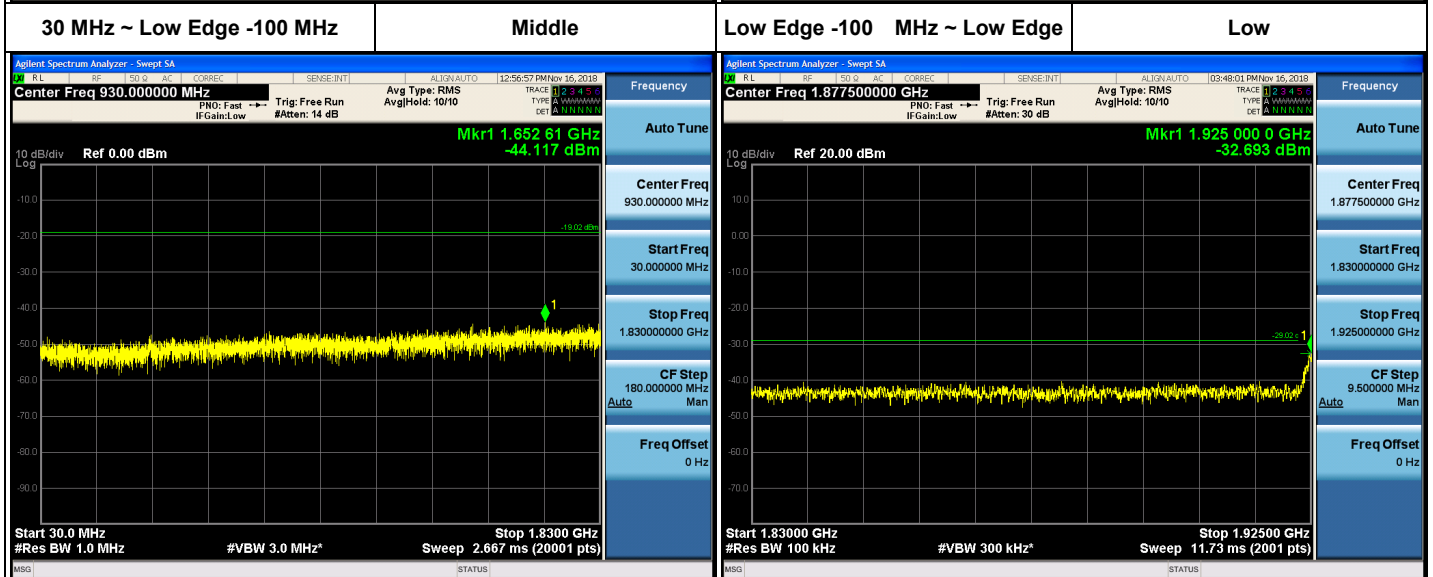 30 MHz ~ Low Edge -100 MHz
Middle
Low Edge -100 MHz ~ Low Edge
Low
Agilent Spectrum Analyzer - Swept SA
LXI RL RF 50 Ω AC CORREC SENSE:INT ALIGNAUTO 12:56:57 PM Nov 16, 2018
Center Freq 930.000000 MHz
PNO: Fast
IFGain:Low
Trig: Free Run
#Atten: 14 dB
Avg Type: RMS
Avg|Hold: 10/10
TRACE 1 2 3 4 5 6
TYPE A WWWWW
DET A N N N N N
Mkr1 1.652 61 GHz
-44.117 dBm
10 dB/div
Log
Ref 0.00 dBm
-10.0
-19.02 dBm
-20.0
-30.0
-40.0
1
-50.0
-60.0
-70.0
-80.0
-90.0
Start 30.0 MHz
Stop 1.8300 GHz
#Res BW 1.0 MHz
#VBW 3.0 MHz*
Sweep 2.667 ms (20001 pts)
MSG
STATUS
Frequency
Auto Tune
Center Freq
930.000000 MHz
Start Freq
30.000000 MHz
Stop Freq
1.830000000 GHz
CF Step
180.000000 MHz
Auto Man
Freq Offset
0 Hz
Agilent Spectrum Analyzer - Swept SA
LXI RL RF 50 Ω AC CORREC SENSE:INT ALIGNAUTO 03:48:01 PM Nov 16, 2018
Center Freq 1.877500000 GHz
PNO: Fast
IFGain:Low
Trig: Free Run
#Atten: 30 dB
Avg Type: RMS
Avg|Hold: 10/10
TRACE 1 2 3 4 5 6
TYPE A WWWWW
DET A N N N N N
Mkr1 1.925 000 0 GHz
-32.693 dBm
10 dB/div
Log
Ref 20.00 dBm
10.0
0.00
-10.0
-20.0
-29.02
1
-30.0
-40.0
-50.0
-60.0
-70.0
Start 1.83000 GHz
Stop 1.92500 GHz
#Res BW 100 kHz
#VBW 300 kHz*
Sweep 11.73 ms (2001 pts)
MSG
STATUS
Frequency
Auto Tune
Center Freq
1.877500000 GHz
Start Freq
1.830000000 GHz
Stop Freq
1.925000000 GHz
CF Step
9.500000 MHz
Auto Man
Freq Offset
0 Hz